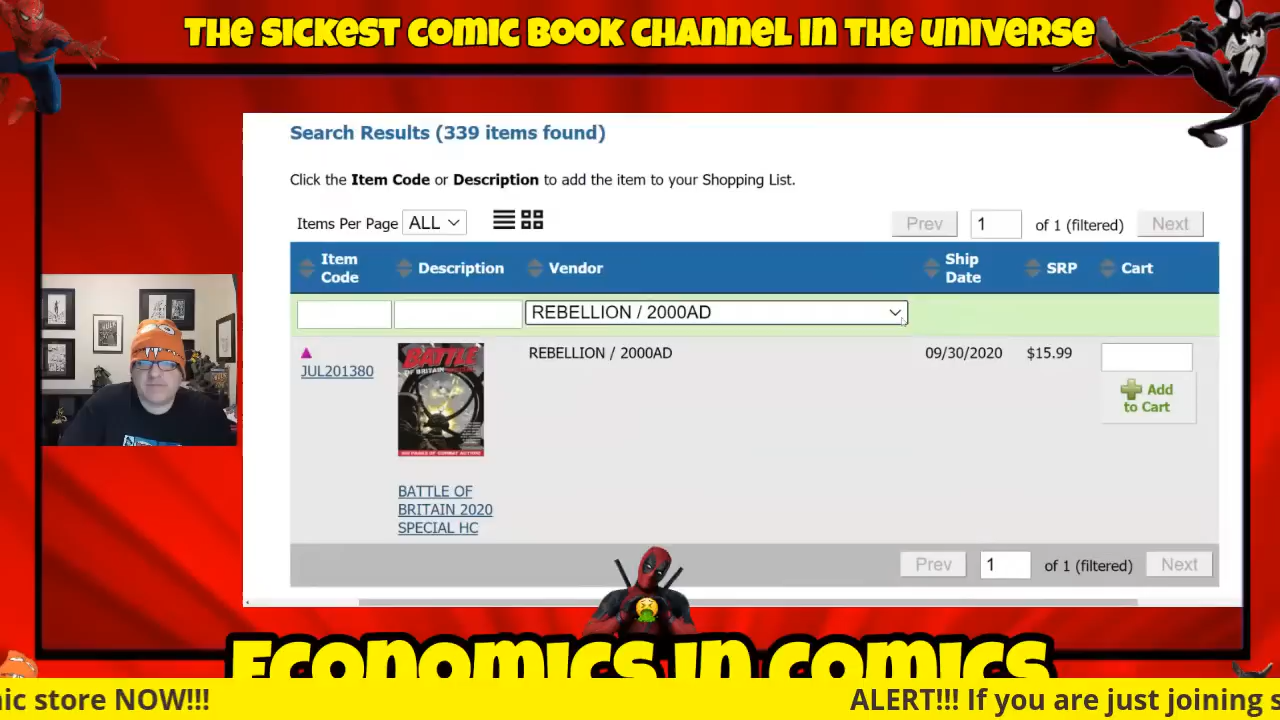 THE SICKEST COMIC BOOK CHANNEL IN THE UNIVERSE
Search Results (339 items found)
Click the Item Code or Description to add the item to your Shopping List.
Items Per Page ALL
Prev 1 of 1 (filtered) Next
Item Code
Description
Vendor
Ship Date
SRP
Cart
REBELLION / 2000AD
JUL201380
BATTLE
OF BRITAIN
REBELLION / 2000AD
09/30/2020
$15.99
Add to Cart
BATTLE OF
BRITAIN 2020
SPECIAL HC
Prev 1 of 1 (filtered) Next
ECONOMICS IN COMICS
ic store NOW!!!
ALERT!!! If you are just joining s